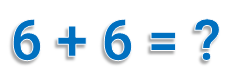 6 + 6 = ?